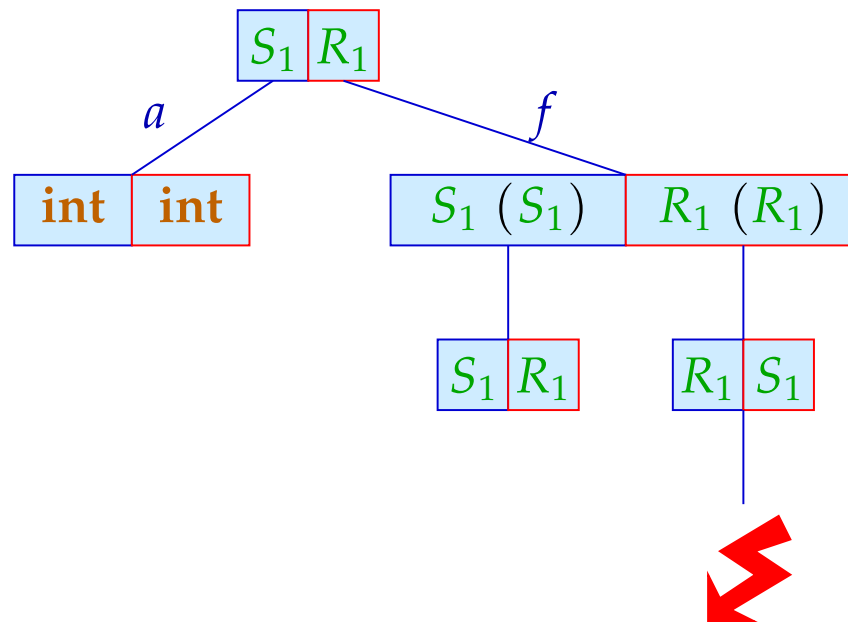 S₁ R₁
a f
int int S₁ (S₁) R₁ (R₁)
S₁ R₁ R₁ S₁